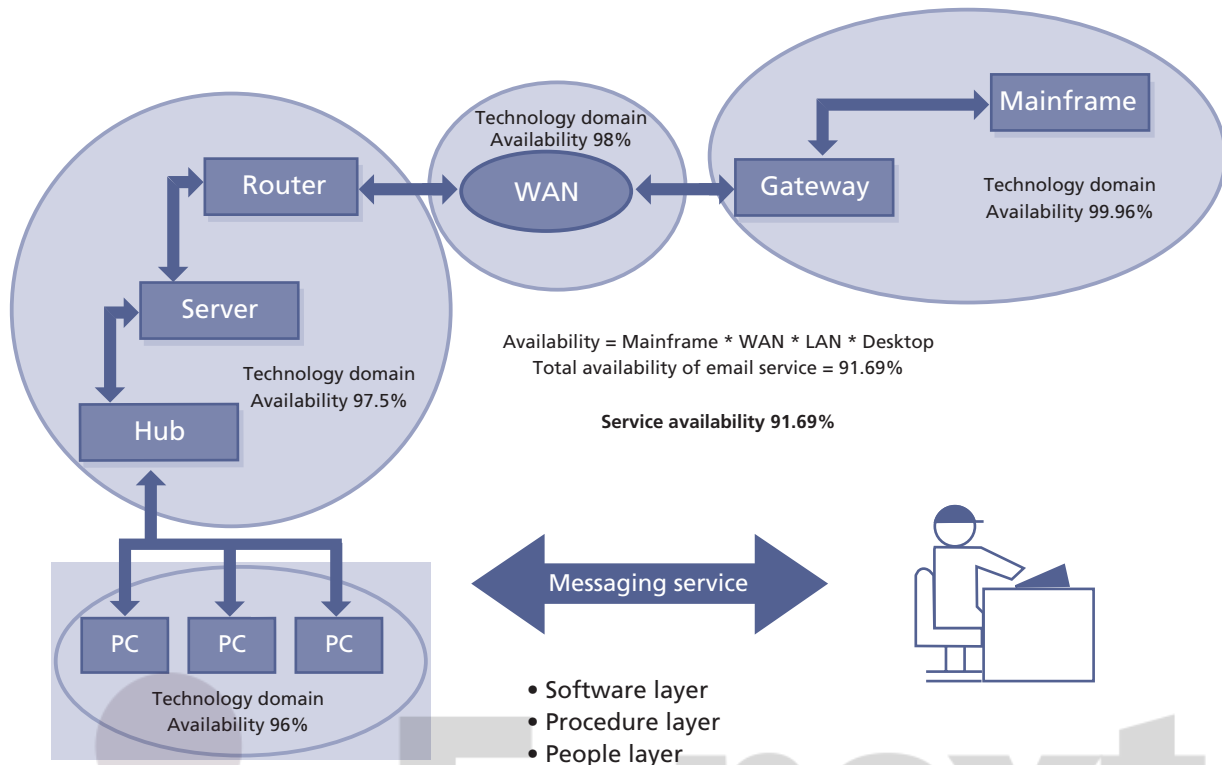 Technology domain
Availability 98%
Mainframe
Router
WAN
Gateway
Technology domain
Availability 99.96%
Server
Availability = Mainframe * WAN * LAN * Desktop
Total availability of email service = 91.69%
Technology domain
Availability 97.5%
Service availability 91.69%
Hub
Messaging service
PC
PC
PC
Technology domain
Availability 96%
• Software layer
• Procedure layer
• People layer